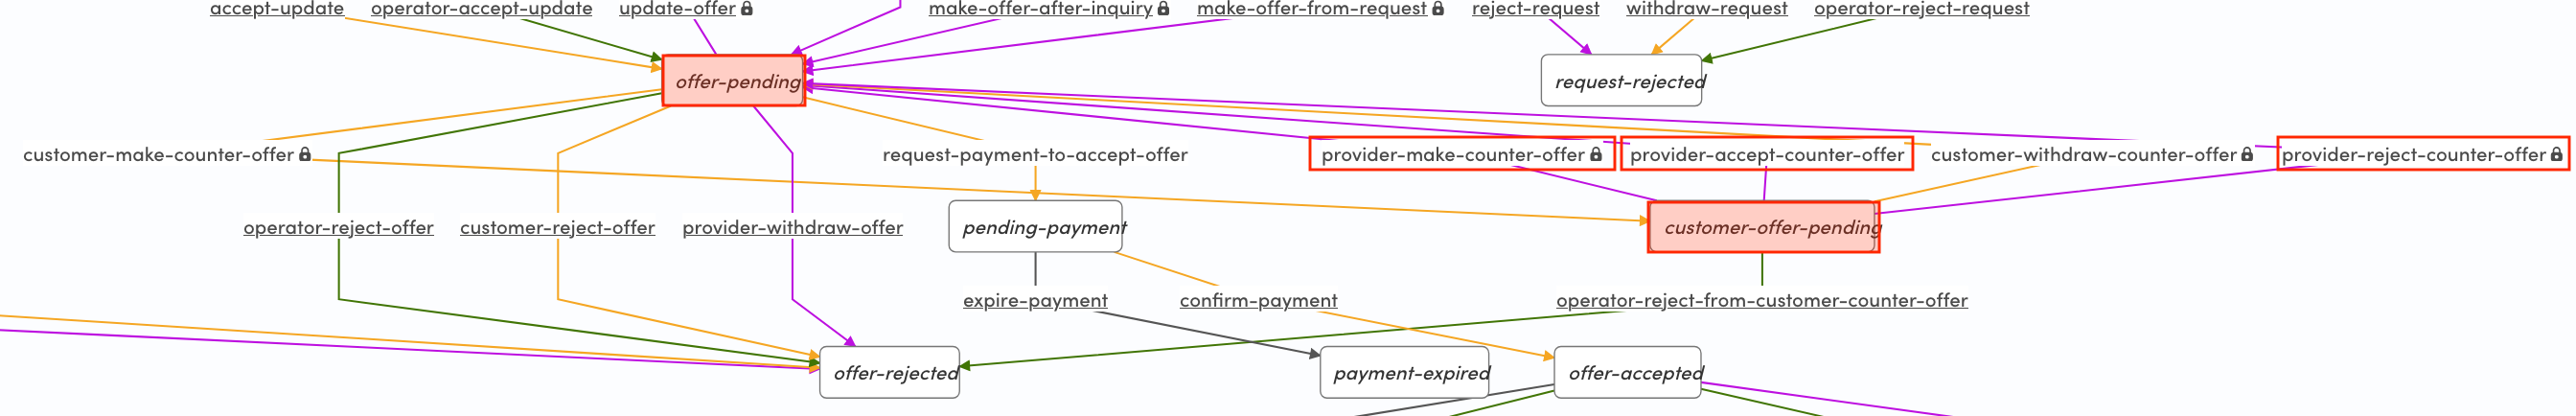 accept-update operator-accept-update update-offer make-offer-after-inquiry make-offer-from-request reject-request withdraw-request operator-reject-request
offer-pending request-rejected
customer-make-counter-offer request-payment-to-accept-offer provider-make-counter-offer provider-accept-counter-offer customer-withdraw-counter-offer provider-reject-counter-offer
operator-reject-offer customer-reject-offer provider-withdraw-offer pending-payment customer-offer-pending
expire-payment confirm-payment operator-reject-from-customer-counter-offer
offer-rejected payment-expired offer-accepted